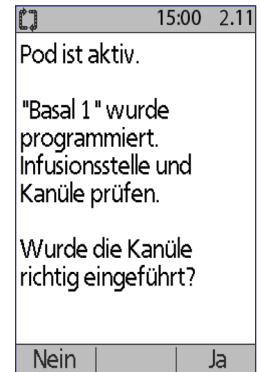 15:00 2.11
Pod ist aktiv.
"Basal 1" wurde
programmiert.
Infusionsstelle und
Kanüle prüfen.
Wurde die Kanüle
richtig eingeführt?
Nein Ja